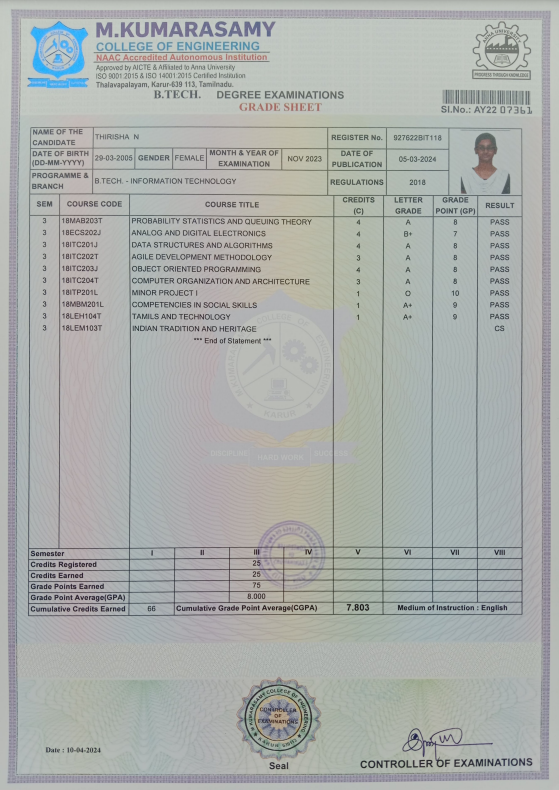 M.KUMARASAMY
COLLEGE OF ENGINEERING
NAAC Accredited Autonomous Institution
Approved by AICTE & Affiliated to Anna University
ISO 9001:2015 & ISO 14001:2015 Certified Institution
Thalavapalayam, Karur-639 113, Tamilnadu.
PROGRESS THROUGH KNOWLEDGE
B.TECH. DEGREE EXAMINATIONS
GRADE SHEET
Sl.No.: AY22 07361
NAME OF THE CANDIDATE THIRISHA N REGISTER No. 927622BIT118
DATE OF BIRTH (DD-MM-YYYY) 29-03-2005 GENDER FEMALE MONTH & YEAR OF EXAMINATION NOV 2023 DATE OF PUBLICATION 05-03-2024
PROGRAMME & BRANCH B.TECH. - INFORMATION TECHNOLOGY REGULATIONS 2018
SEM COURSE CODE COURSE TITLE CREDITS (C) LETTER GRADE GRADE POINT (GP) RESULT
3 18MAB203T PROBABILITY STATISTICS AND QUEUING THEORY 4 A 8 PASS
3 18ECS202J ANALOG AND DIGITAL ELECTRONICS 4 B+ 7 PASS
3 18ITC201J DATA STRUCTURES AND ALGORITHMS 4 A 8 PASS
3 18ITC202T AGILE DEVELOPMENT METHODOLOGY 3 A 8 PASS
3 18ITC203J OBJECT ORIENTED PROGRAMMING 4 A 8 PASS
3 18ITC204T COMPUTER ORGANIZATION AND ARCHITECTURE 3 A 8 PASS
3 18ITP201L MINOR PROJECT I 1 O 10 PASS
3 18MBM201L COMPETENCIES IN SOCIAL SKILLS 1 A+ 9 PASS
3 18LEH104T TAMILS AND TECHNOLOGY 1 A+ 9 PASS
3 18LEM103T INDIAN TRADITION AND HERITAGE CS
*** End of Statement ***
KARUR
DISCIPLINE HARD WORK SUCCESS
Semester I II III IV V VI VII VIII
Credits Registered 25
Credits Earned 25
Grade Points Earned 75
Grade Point Average(GPA) 8.000
Cumulative Credits Earned 66 Cumulative Grade Point Average(CGPA) 7.803 Medium of Instruction : English
CONTROLLER
OF
EXAMINATIONS
Date : 10-04-2024
Seal
CONTROLLER OF EXAMINATIONS